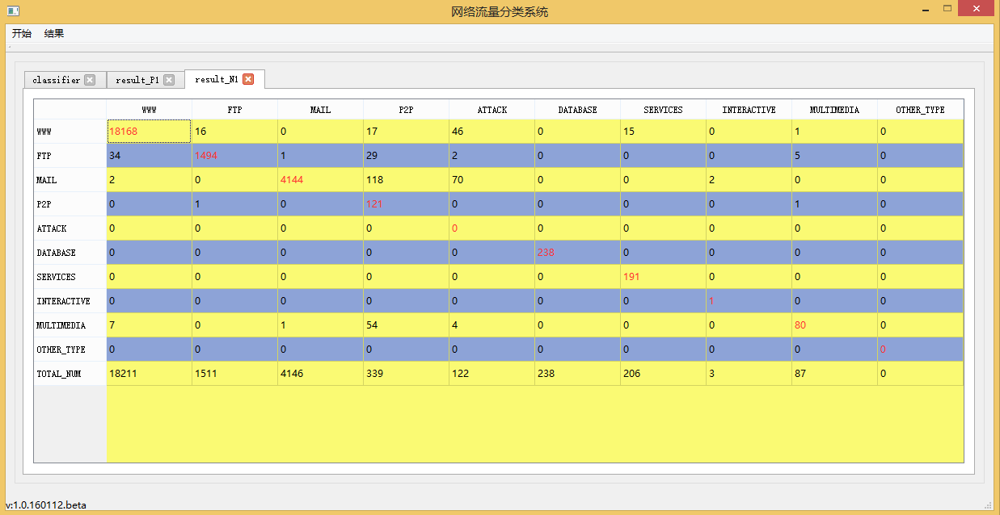 网络流量分类系统
开始 结果
classifier result_P1 result_N1
WWW FTP MAIL P2P ATTACK DATABASE SERVICES INTERACTIVE MULTIMEDIA OTHER_TYPE
WWW 18168 16 0 17 46 0 15 0 1 0
FTP 34 1494 1 29 2 0 0 0 5 0
MAIL 2 0 4144 118 70 0 0 2 0 0
P2P 0 1 0 121 0 0 0 0 1 0
ATTACK 0 0 0 0 0 0 0 0 0 0
DATABASE 0 0 0 0 0 238 0 0 0 0
SERVICES 0 0 0 0 0 0 191 0 0 0
INTERACTIVE 0 0 0 0 0 0 0 1 0 0
MULTIMEDIA 7 0 1 54 4 0 0 0 80 0
OTHER_TYPE 0 0 0 0 0 0 0 0 0 0
TOTAL_NUM 18211 1511 4146 339 122 238 206 3 87 0
v:1.0.160112.beta